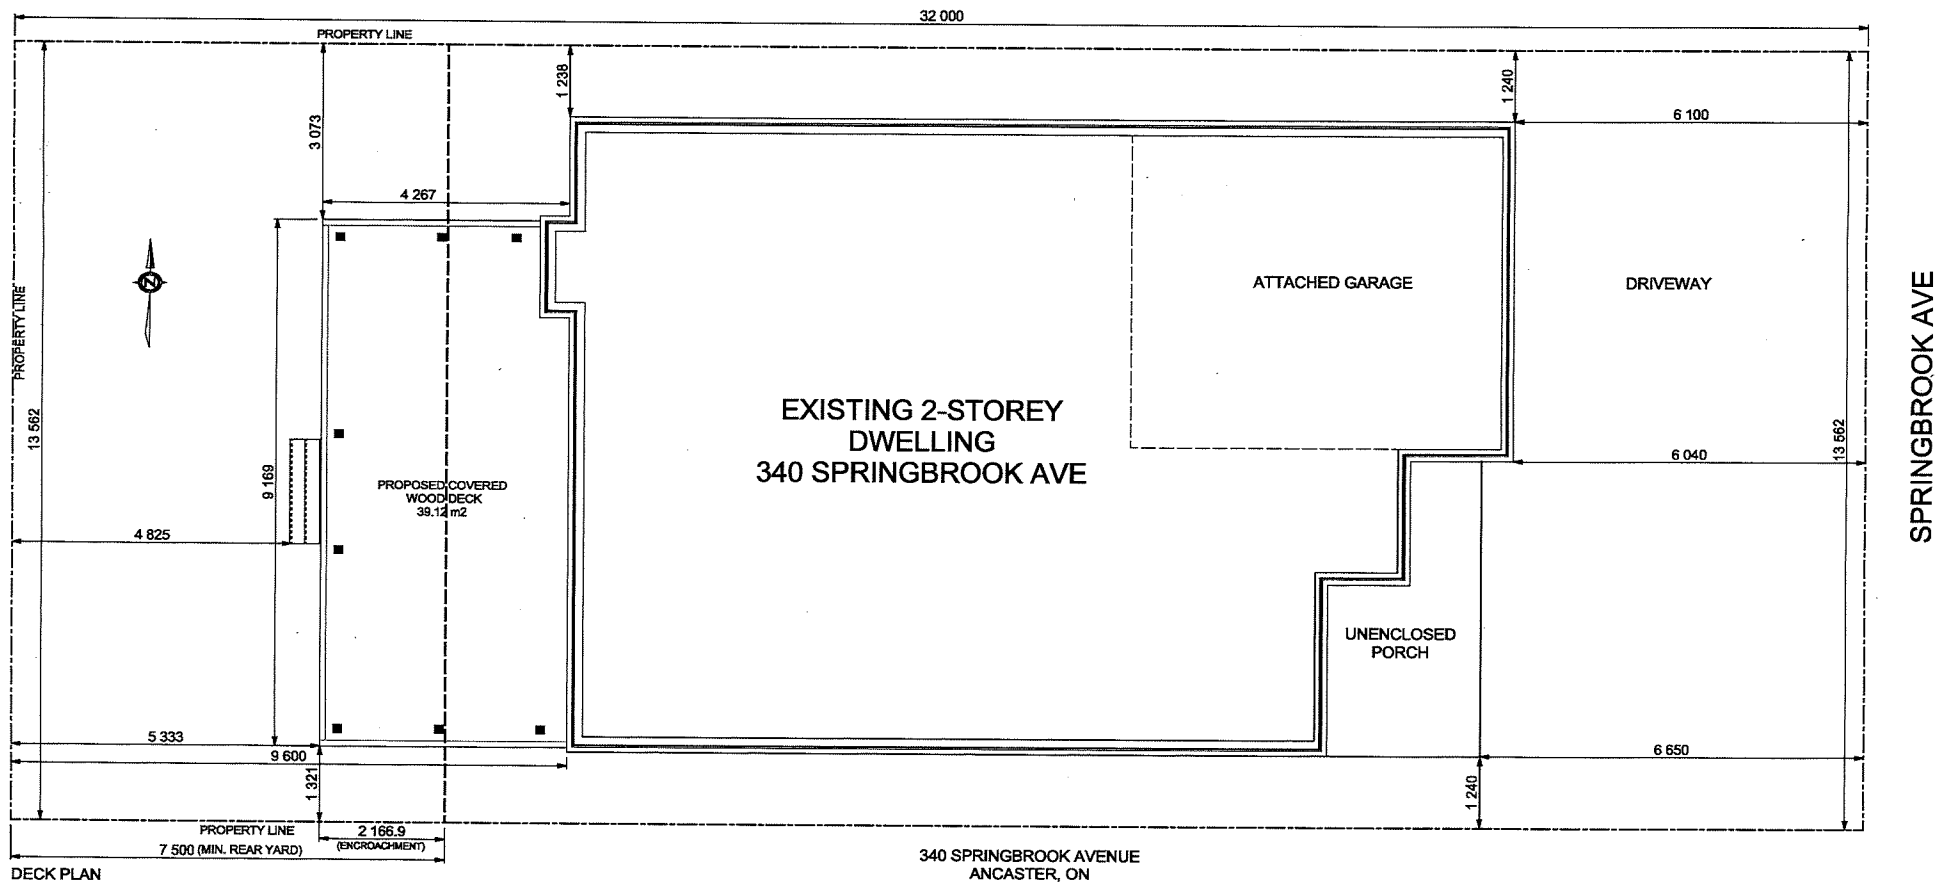 32 000
PROPERTY LINE
1 238
1 240
3 073
6 100
4 267
N
ATTACHED GARAGE
DRIVEWAY
PROPERTY LINE
SPRINGBROOK AVE
EXISTING 2-STOREY
DWELLING
340 SPRINGBROOK AVE
13 562
9 169
13 562
6 040
PROPOSED COVERED
WOOD DECK
39.12 m2
4 825
UNENCLOSED
PORCH
5 333
9 600
6 650
1 321
1 240
PROPERTY LINE
2 166.9
(ENCROACHMENT)
7 500 (MIN. REAR YARD)
340 SPRINGBROOK AVENUE
ANCASTER, ON
DECK PLAN